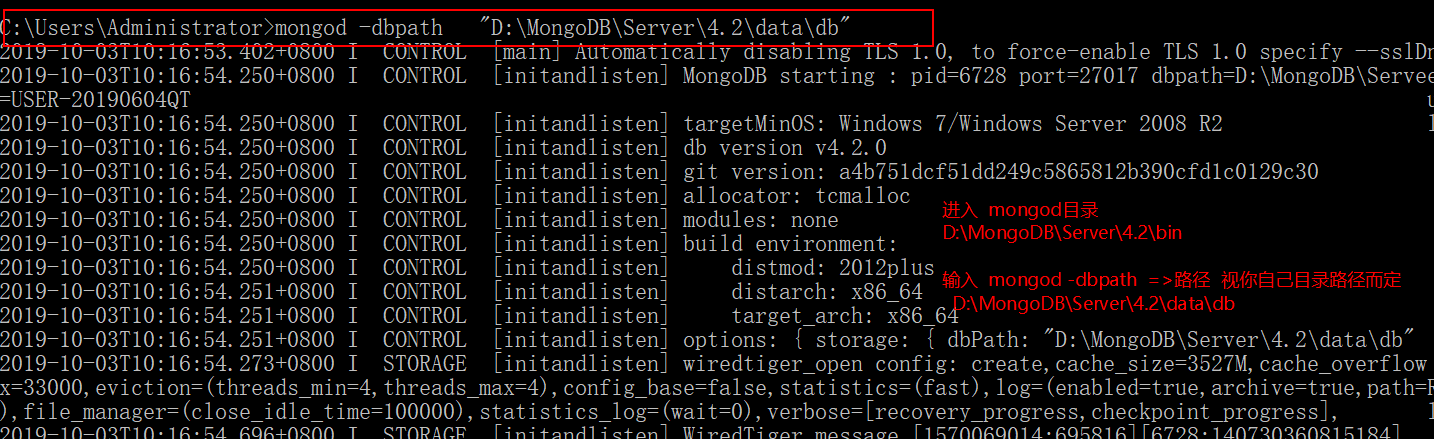 C:\Users\Administrator>mongod -dbpath   "D:\MongoDB\Server\4.2\data\db"
2019-10-03T10:16:53.402+0800 I  CONTROL  [main] Automatically disabling TLS 1.0, to force-enable TLS 1.0 specify --sslDn
2019-10-03T10:16:54.250+0800 I  CONTROL  [initandlisten] MongoDB starting : pid=6728 port=27017 dbpath=D:\MongoDB\Servee
=USER-20190604QT
2019-10-03T10:16:54.250+0800 I  CONTROL  [initandlisten] targetMinOS: Windows 7/Windows Server 2008 R2
2019-10-03T10:16:54.250+0800 I  CONTROL  [initandlisten] db version v4.2.0
2019-10-03T10:16:54.250+0800 I  CONTROL  [initandlisten] git version: a4b751dcf51dd249c5865812b390cfd1c0129c30
2019-10-03T10:16:54.250+0800 I  CONTROL  [initandlisten] allocator: tcmalloc
2019-10-03T10:16:54.250+0800 I  CONTROL  [initandlisten] modules: none
2019-10-03T10:16:54.250+0800 I  CONTROL  [initandlisten] build environment:
2019-10-03T10:16:54.250+0800 I  CONTROL  [initandlisten]     distmod: 2012plus
2019-10-03T10:16:54.251+0800 I  CONTROL  [initandlisten]     distarch: x86_64
2019-10-03T10:16:54.251+0800 I  CONTROL  [initandlisten]     target_arch: x86_64
2019-10-03T10:16:54.251+0800 I  CONTROL  [initandlisten] options: { storage: { dbPath: "D:\MongoDB\Server\4.2\data\db"
2019-10-03T10:16:54.273+0800 I  STORAGE  [initandlisten] wiredtiger_open config: create,cache_size=3527M,cache_overflow
x=33000,eviction=(threads_min=4,threads_max=4),config_base=false,statistics=(fast),log=(enabled=true,archive=true,path=
),file_manager=(close_idle_time=100000),statistics_log=(wait=0),verbose=[recovery_progress,checkpoint_progress],
2019-10-03T10:16:54.696+0800 I  STORAGE  [initandlisten] WiredTiger message [1570069014:695816][6728:140730360815184]
进入 mongod目录
D:\MongoDB\Server\4.2\bin
输入 mongod -dbpath =>路径 视你自己目录路径而定
D:\MongoDB\Server\4.2\data\db